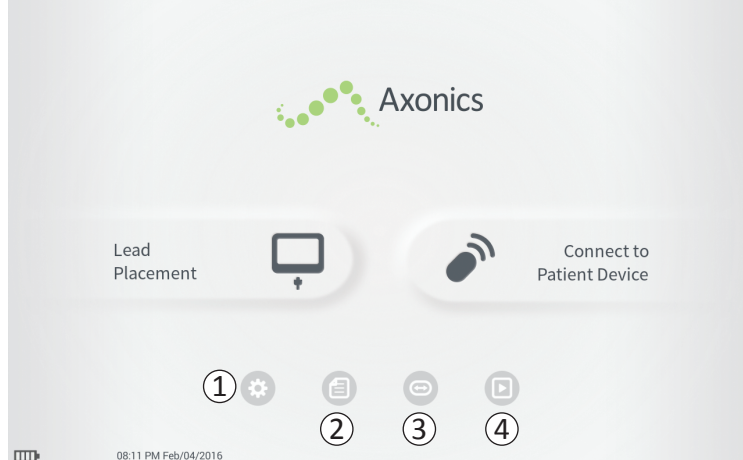 Axonics
Lead
Placement
Connect to
Patient Device
①
②
③
④
08:11 PM Feb/04/2016